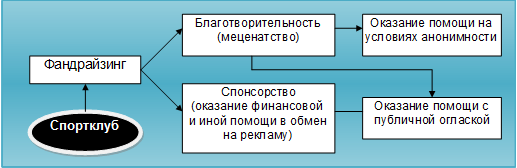 Благотворительность
(меценатство)
Оказание помощи на
условиях анонимности
Фандрайзинг
Спонсорство
(оказание финансовой
и иной помощи в обмен
на рекламу)
Оказание помощи с
публичной оглаской
Спортклуб